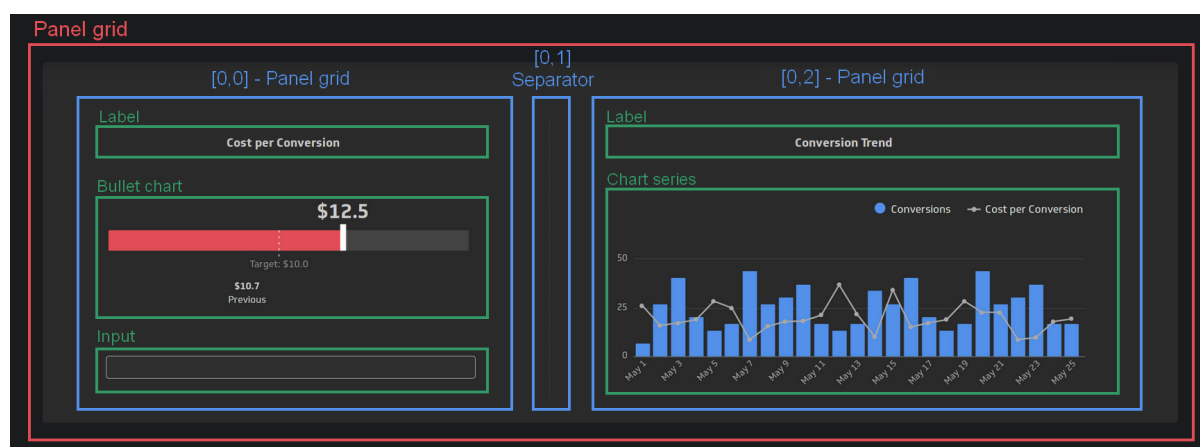 Panel grid
[0,0] - Panel grid
[0,1]
Separator
[0,2] - Panel grid
Label
Cost per Conversion
Bullet chart
$12.5
Target: $10.0
$10.7
Previous
Input
Label
Conversion Trend
Chart series
Conversions Cost per Conversion
50
25
0
May 1 May 3 May 5 May 7 May 9 May 11 May 13 May 15 May 17 May 19 May 21 May 23 May 25